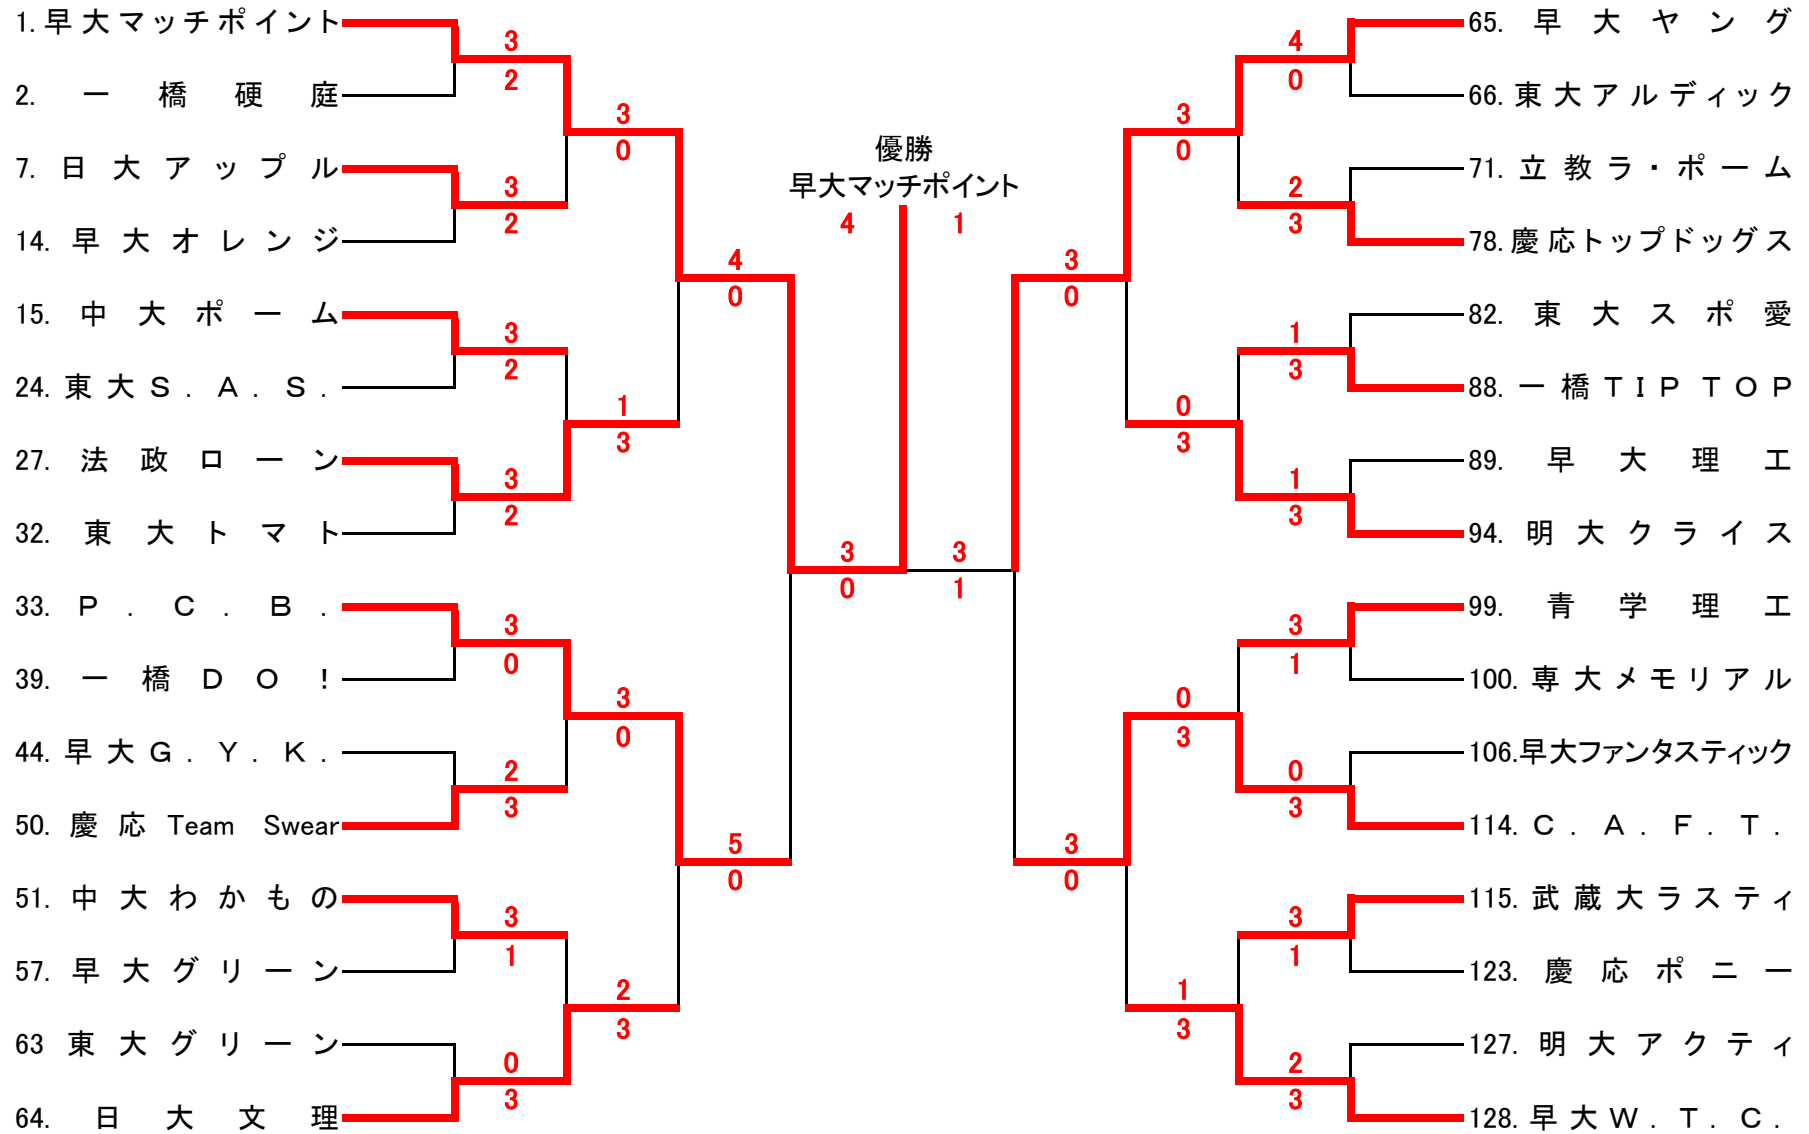 1. 早大マッチポイント
3
2
2. 一橋硬庭
3
0
7. 日大アップル
3
2
14. 早大オレンジ
4
0
15. 中大ポーム
3
2
24. 東大S.A.S.
1
3
27. 法政ローン
3
2
32. 東大トマト
3
0
33. P.C.B.
3
0
39. 一橋DO!
3
0
44. 早大G.Y.K.
2
3
50. 慶応 Team Swear
5
0
51. 中大わかもの
3
1
57. 早大グリーン
2
3
63 東大グリーン
0
3
64. 日大文理
優勝
早大マッチポイント
4 1
65. 早大ヤング
4
0
66. 東大アルディック
3
0
71. 立教ラ・ポーム
2
3
78. 慶応トップドッグス
3
0
82. 東大スポ愛
1
3
88. 一橋TIPTOP
0
3
89. 早大理工
1
3
94. 明大クライス
3
1
99. 青学理工
3
1
100. 専大メモリアル
0
3
106.早大ファンタスティック
0
3
114. C.A.F.T.
3
0
115. 武蔵大ラスティ
3
1
123. 慶応ポニー
1
3
127. 明大アクティ
2
3
128. 早大W.T.C.